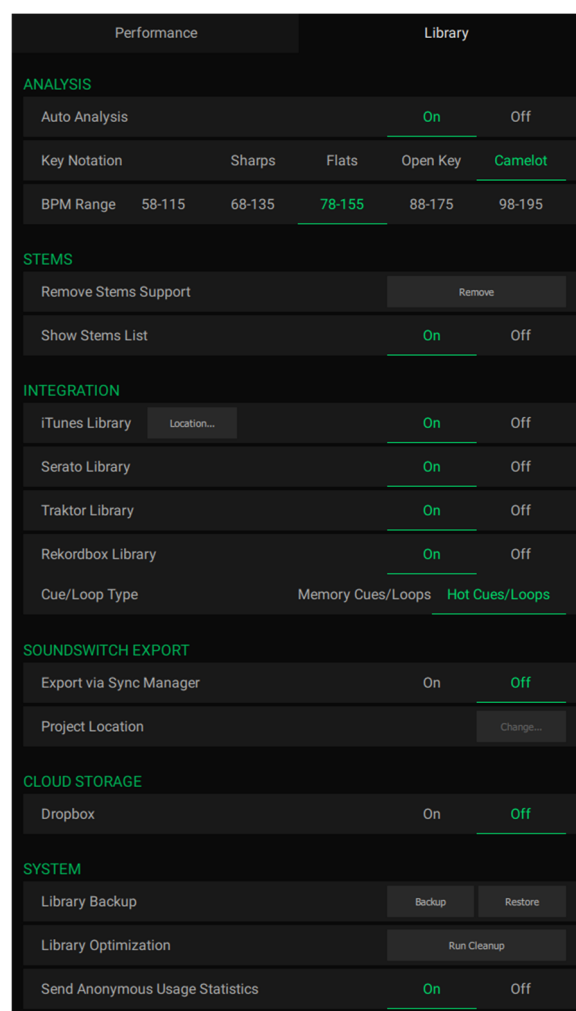 Performance Library
ANALYSIS
Auto Analysis On Off
Key Notation Sharps Flats Open Key Camelot
BPM Range 58-115 68-135 78-155 88-175 98-195
STEMS
Remove Stems Support Remove
Show Stems List On Off
INTEGRATION
iTunes Library Location... On Off
Serato Library On Off
Traktor Library On Off
Rekordbox Library On Off
Cue/Loop Type Memory Cues/Loops Hot Cues/Loops
SOUNDSWITCH EXPORT
Export via Sync Manager On Off
Project Location Change...
CLOUD STORAGE
Dropbox On Off
SYSTEM
Library Backup Backup Restore
Library Optimization Run Cleanup
Send Anonymous Usage Statistics On Off